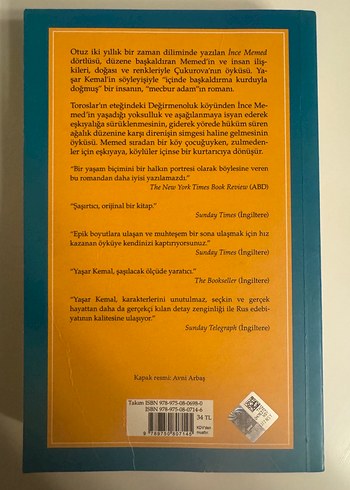 Otuz iki yıllık bir zaman diliminde yazılan İnce Memed
dörtlüsü, düzene başkaldıran Memed'in ve insan iliş-
kileri, doğası ve renkleriyle Çukurova'nın öyküsü. Ya-
şar Kemal'in söyleyişiyle "içinde başkaldırma kurduyla
doğmuş" bir insanın, "mecbur adam"ın romanı.
Torosların eteğindeki Değirmenoluk köyünden İnce Me-
med'in yaşadığı yoksulluk ve aşağılanmaya isyan ederek
eşkıyalığa sürüklenmesinin, giderek yörede hüküm süren
ağalık düzenine karşı direnişin simgesi haline gelmesinin
öyküsü. Memed sıradan bir köy çocuğuyken, zulmeden-
ler için eşkıyaya, köylüler içinse bir kurtarıcıya dönüşür.
"Bir yaşam biçimini bir halkın portresi olarak böylesine veren
bu romandan daha iyisi yazılamazdı."
The New York Times Book Review (ABD)
"Şaşırtıcı, orijinal bir kitap."
Sunday Times (İngiltere)
"Epik boyutlara ulaşan ve muhteşem bir sona ulaşmak için hız
kazanan öyküye kendinizi kaptırıyorsunuz."
Sunday Times (İngiltere)
"Yaşar Kemal, şaşılacak ölçüde yaratıcı."
The Bookseller (İngiltere)
"Yaşar Kemal, karakterlerini unutulmaz, seçkin ve gerçek
hayattan daha da gerçekçi kılan detay zenginliği ile Rus edebi-
yatının kalitesine ulaşıyor."
Sunday Telegraph (İngiltere)
Kapak resmi: Avni Arbaş
Takım ISBN 978-975-08-0698-0
ISBN 978-975-08-0714-6
34 TL
9 789750 807145